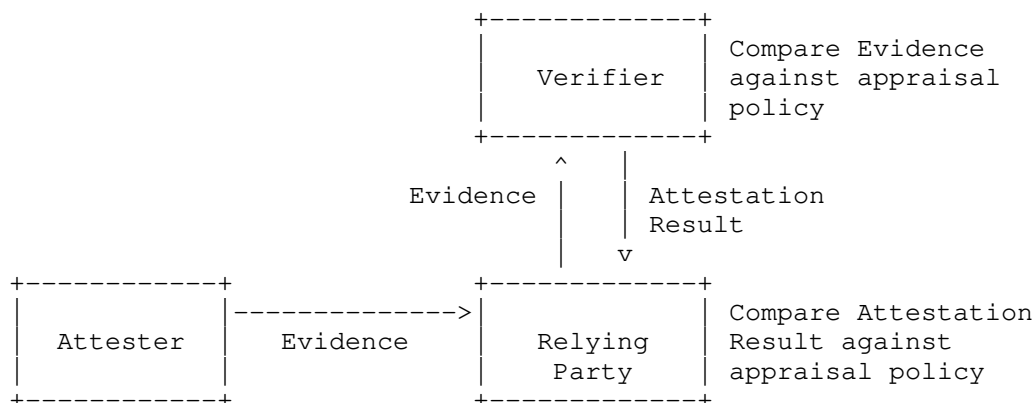 Compare Evidence
Verifier against appraisal
policy
Evidence Attestation
Result
Compare Attestation
Attester Evidence Relying Result against
Party appraisal policy